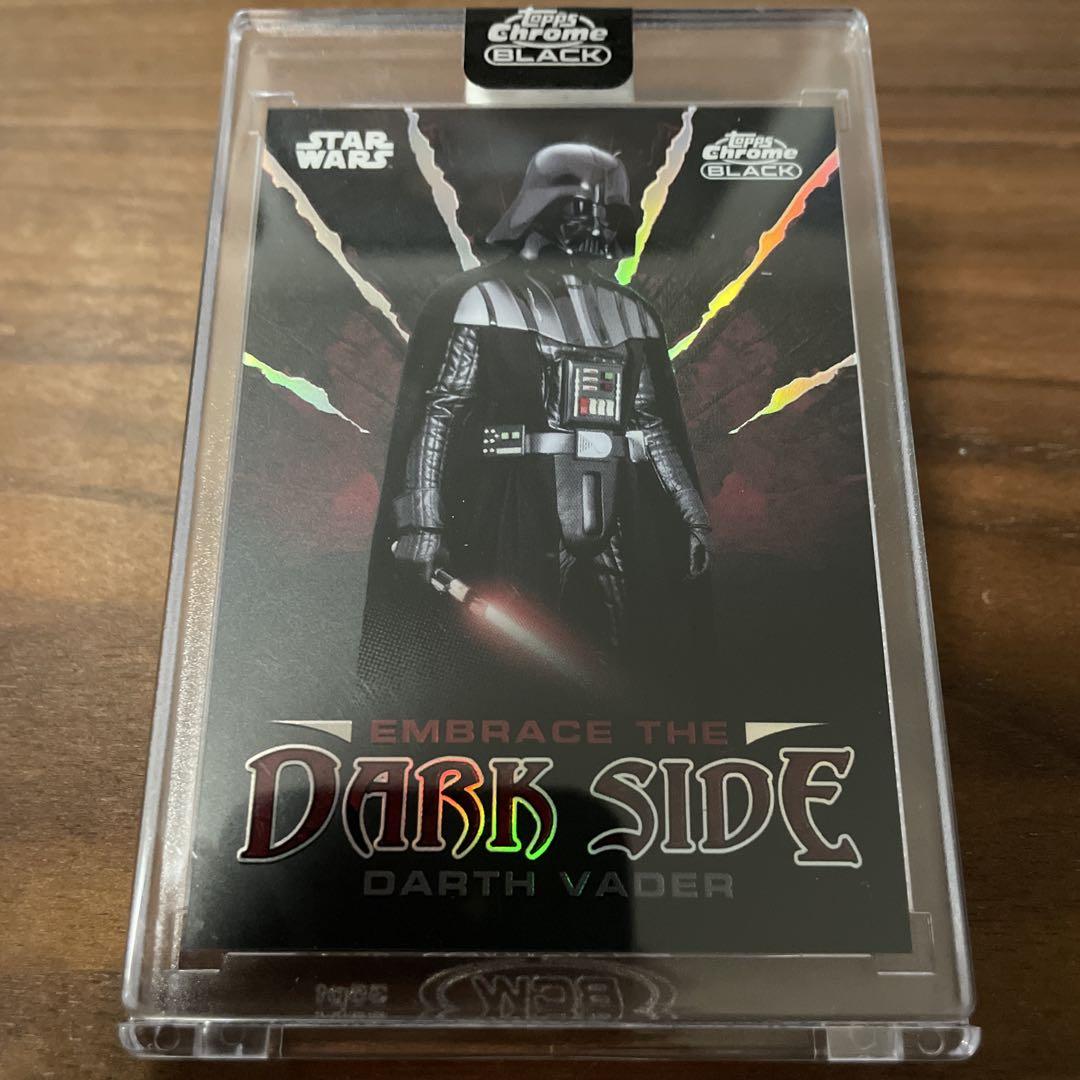 Topps
Chrome
BLACK
STAR
WARS
Topps
Chrome
BLACK
EMBRACE THE
DARK SIDE
DARTH VADER
BCW